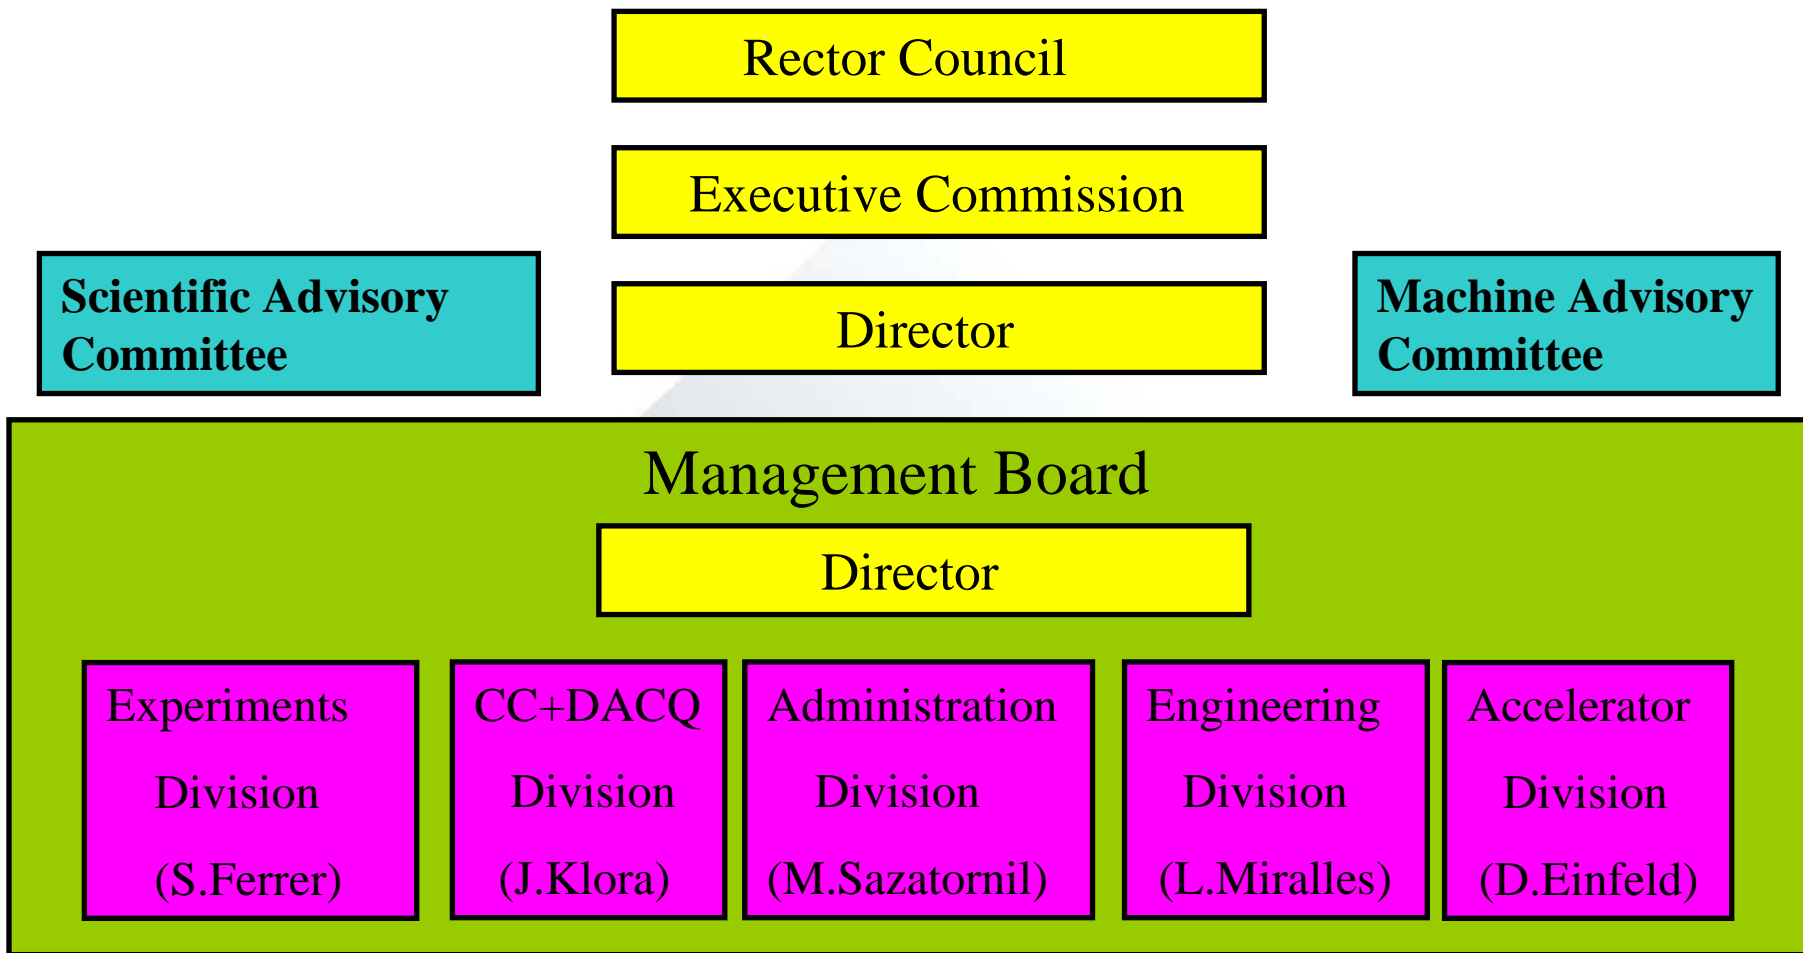 Rector Council
Executive Commission
Scientific Advisory
Committee
Director
Machine Advisory
Committee
Management Board
Director
Experiments
Division
(S.Ferrer)
CC+DACQ
Division
(J.Klora)
Administration
Division
(M.Sazatornil)
Engineering
Division
(L.Miralles)
Accelerator
Division
(D.Einfeld)